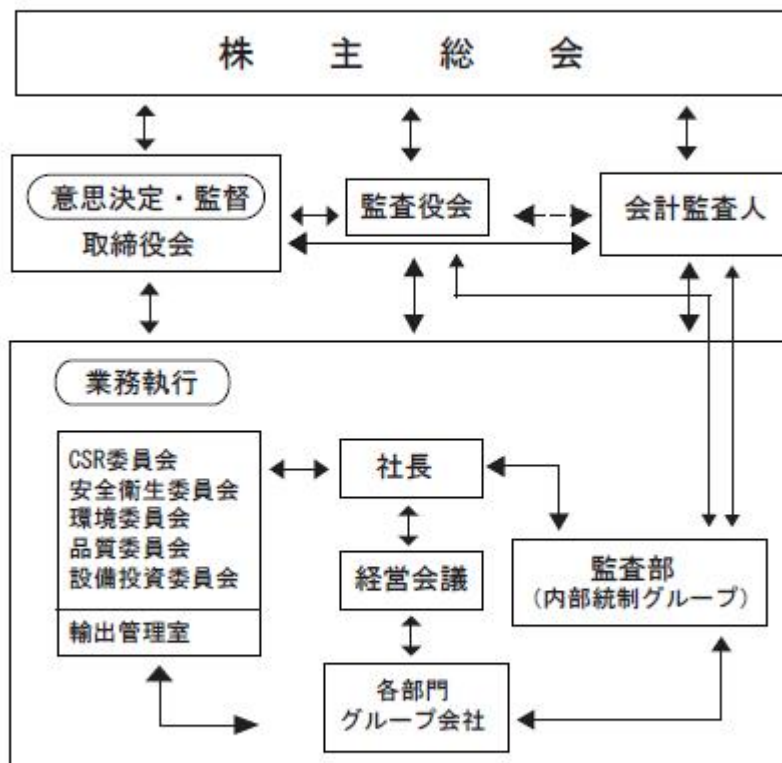 株主総会
意思決定・監督
取締役会
監査役会
会計監査人
業務執行
CSR委員会
安全衛生委員会
環境委員会
品質委員会
設備投資委員会
輸出管理室
社長
経営会議
各部門
グループ会社
監査部
(内部統制グループ)